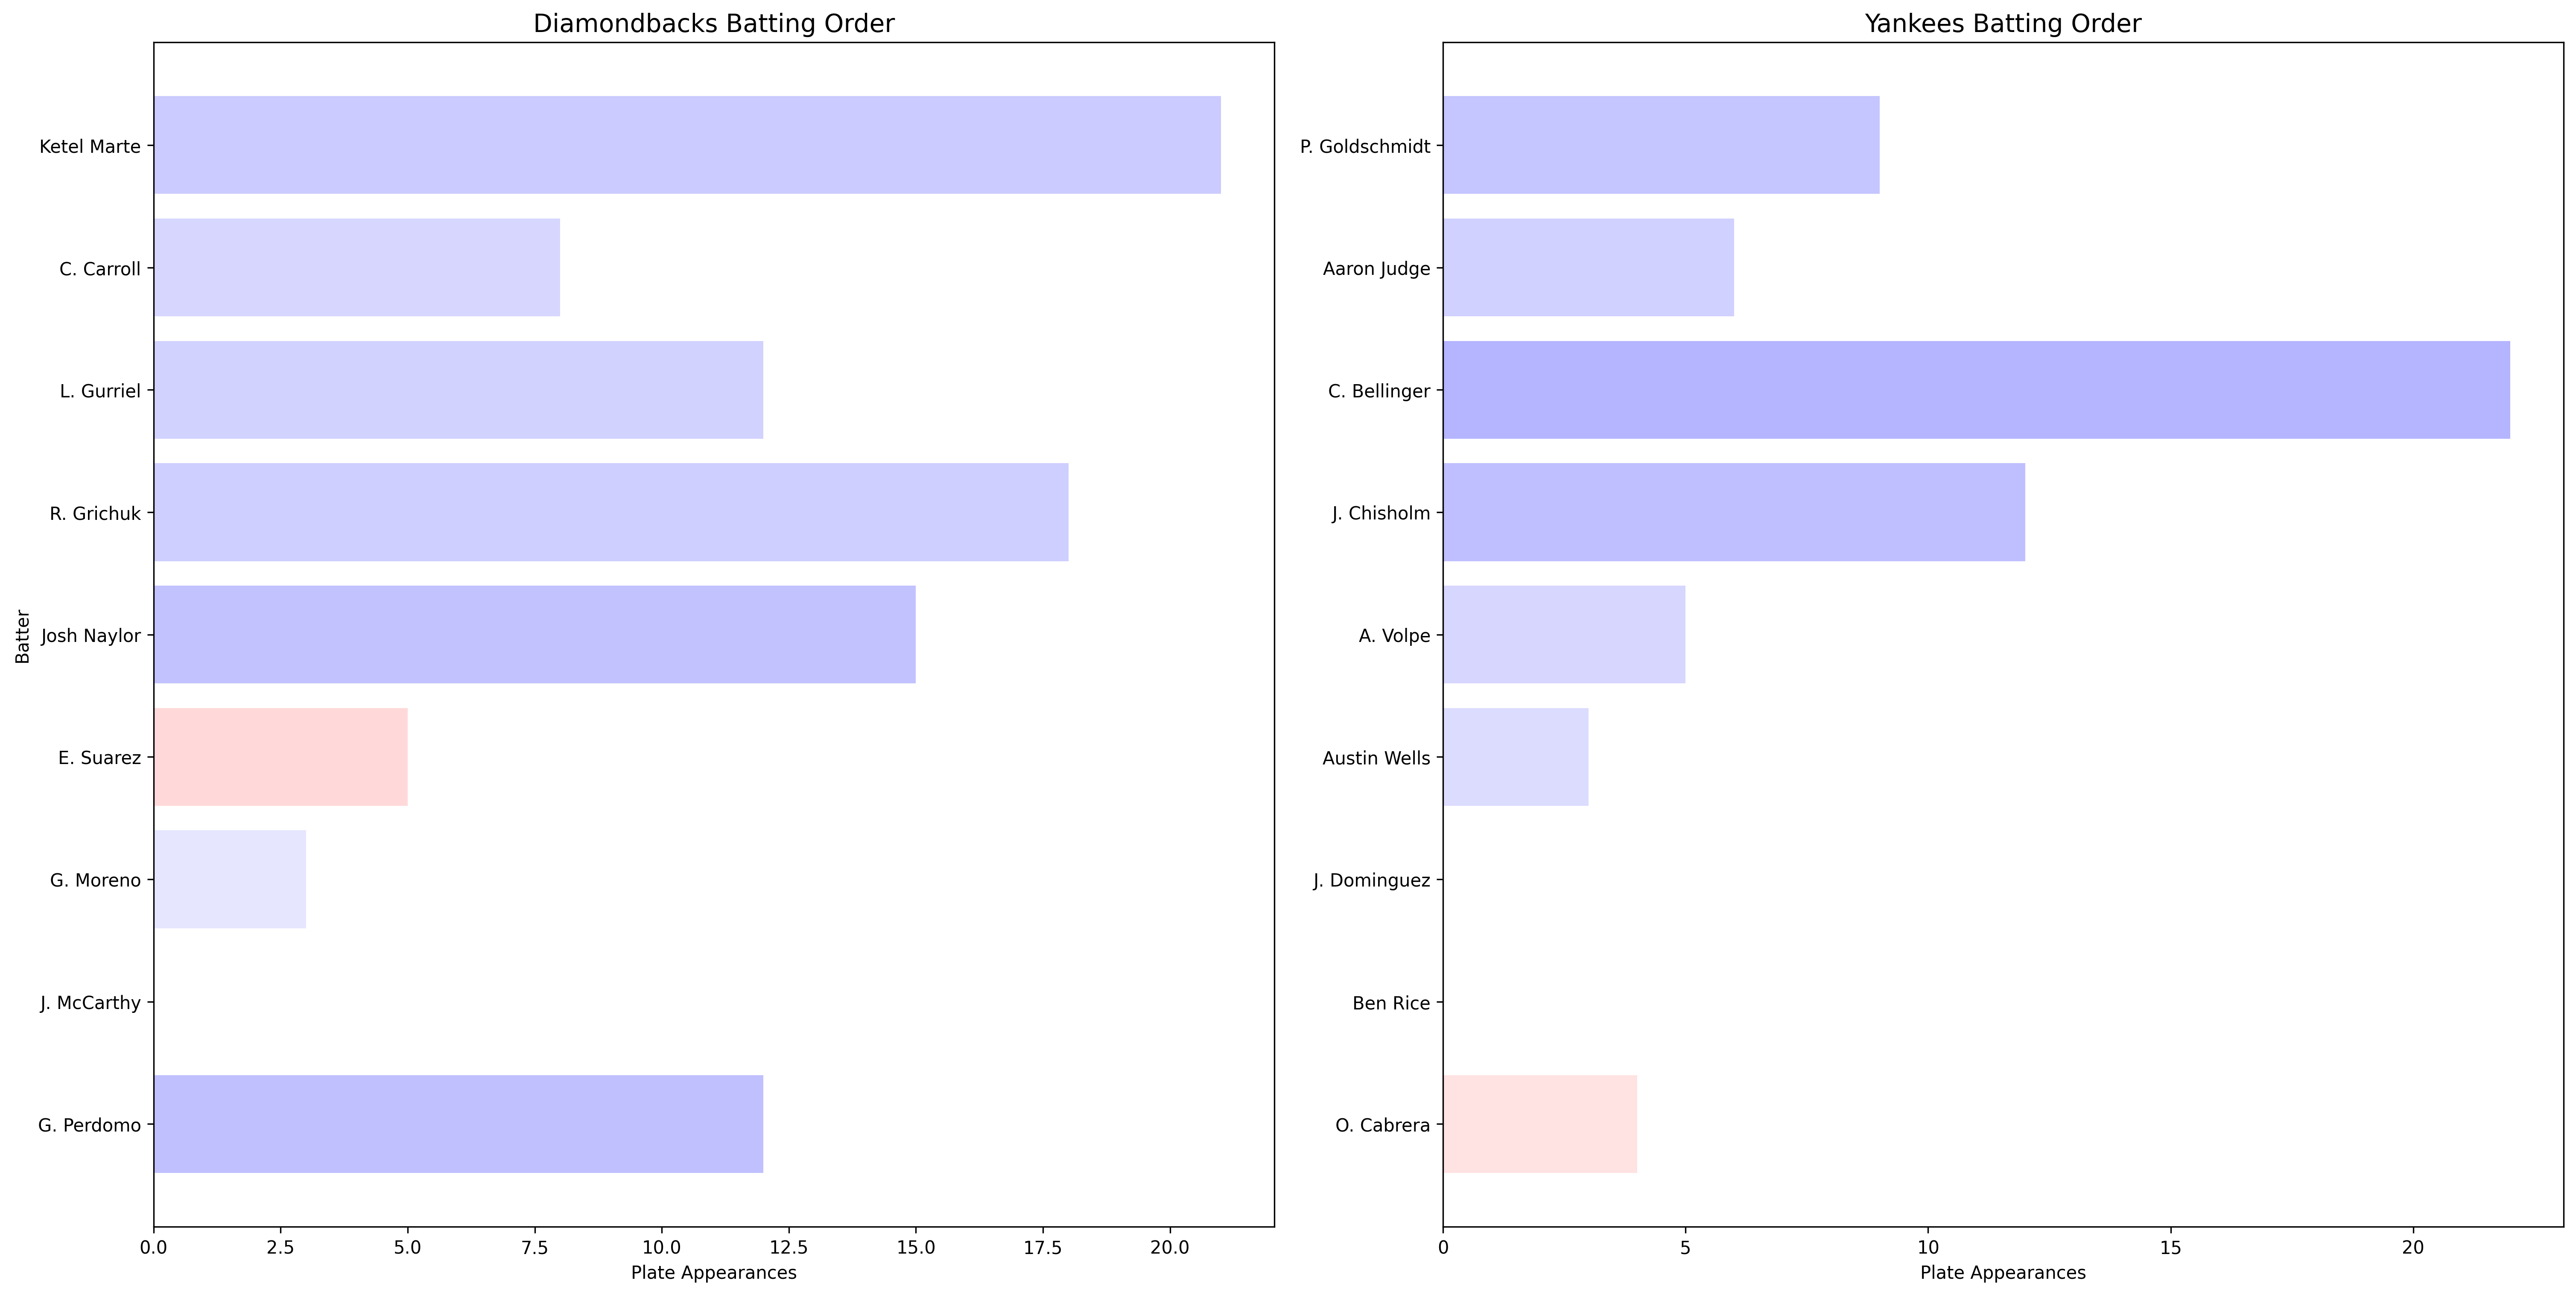 Diamondbacks Batting Order
Batter
Ketel Marte
C. Carroll
L. Gurriel
R. Grichuk
Josh Naylor
E. Suarez
G. Moreno
J. McCarthy
G. Perdomo
0.0 2.5 5.0 7.5 10.0 12.5 15.0 17.5 20.0
Plate Appearances
Yankees Batting Order
P. Goldschmidt
Aaron Judge
C. Bellinger
J. Chisholm
A. Volpe
Austin Wells
J. Dominguez
Ben Rice
O. Cabrera
0 5 10 15 20
Plate Appearances